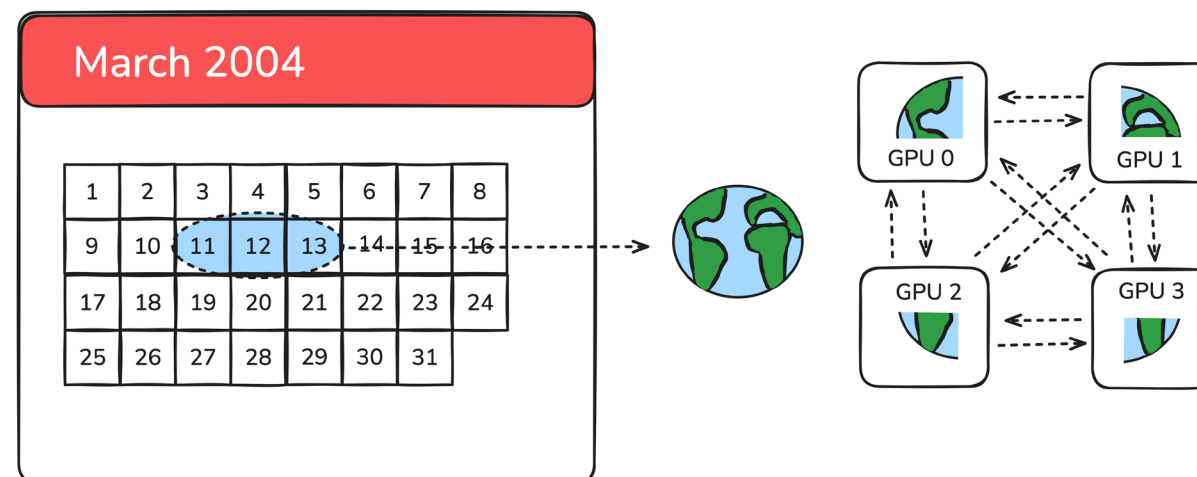 March 2004
1 2 3 4 5 6 7 8
9 10 11 12 13 14 15 16
17 18 19 20 21 22 23 24
25 26 27 28 29 30 31
GPU 0
GPU 1
GPU 2
GPU 3